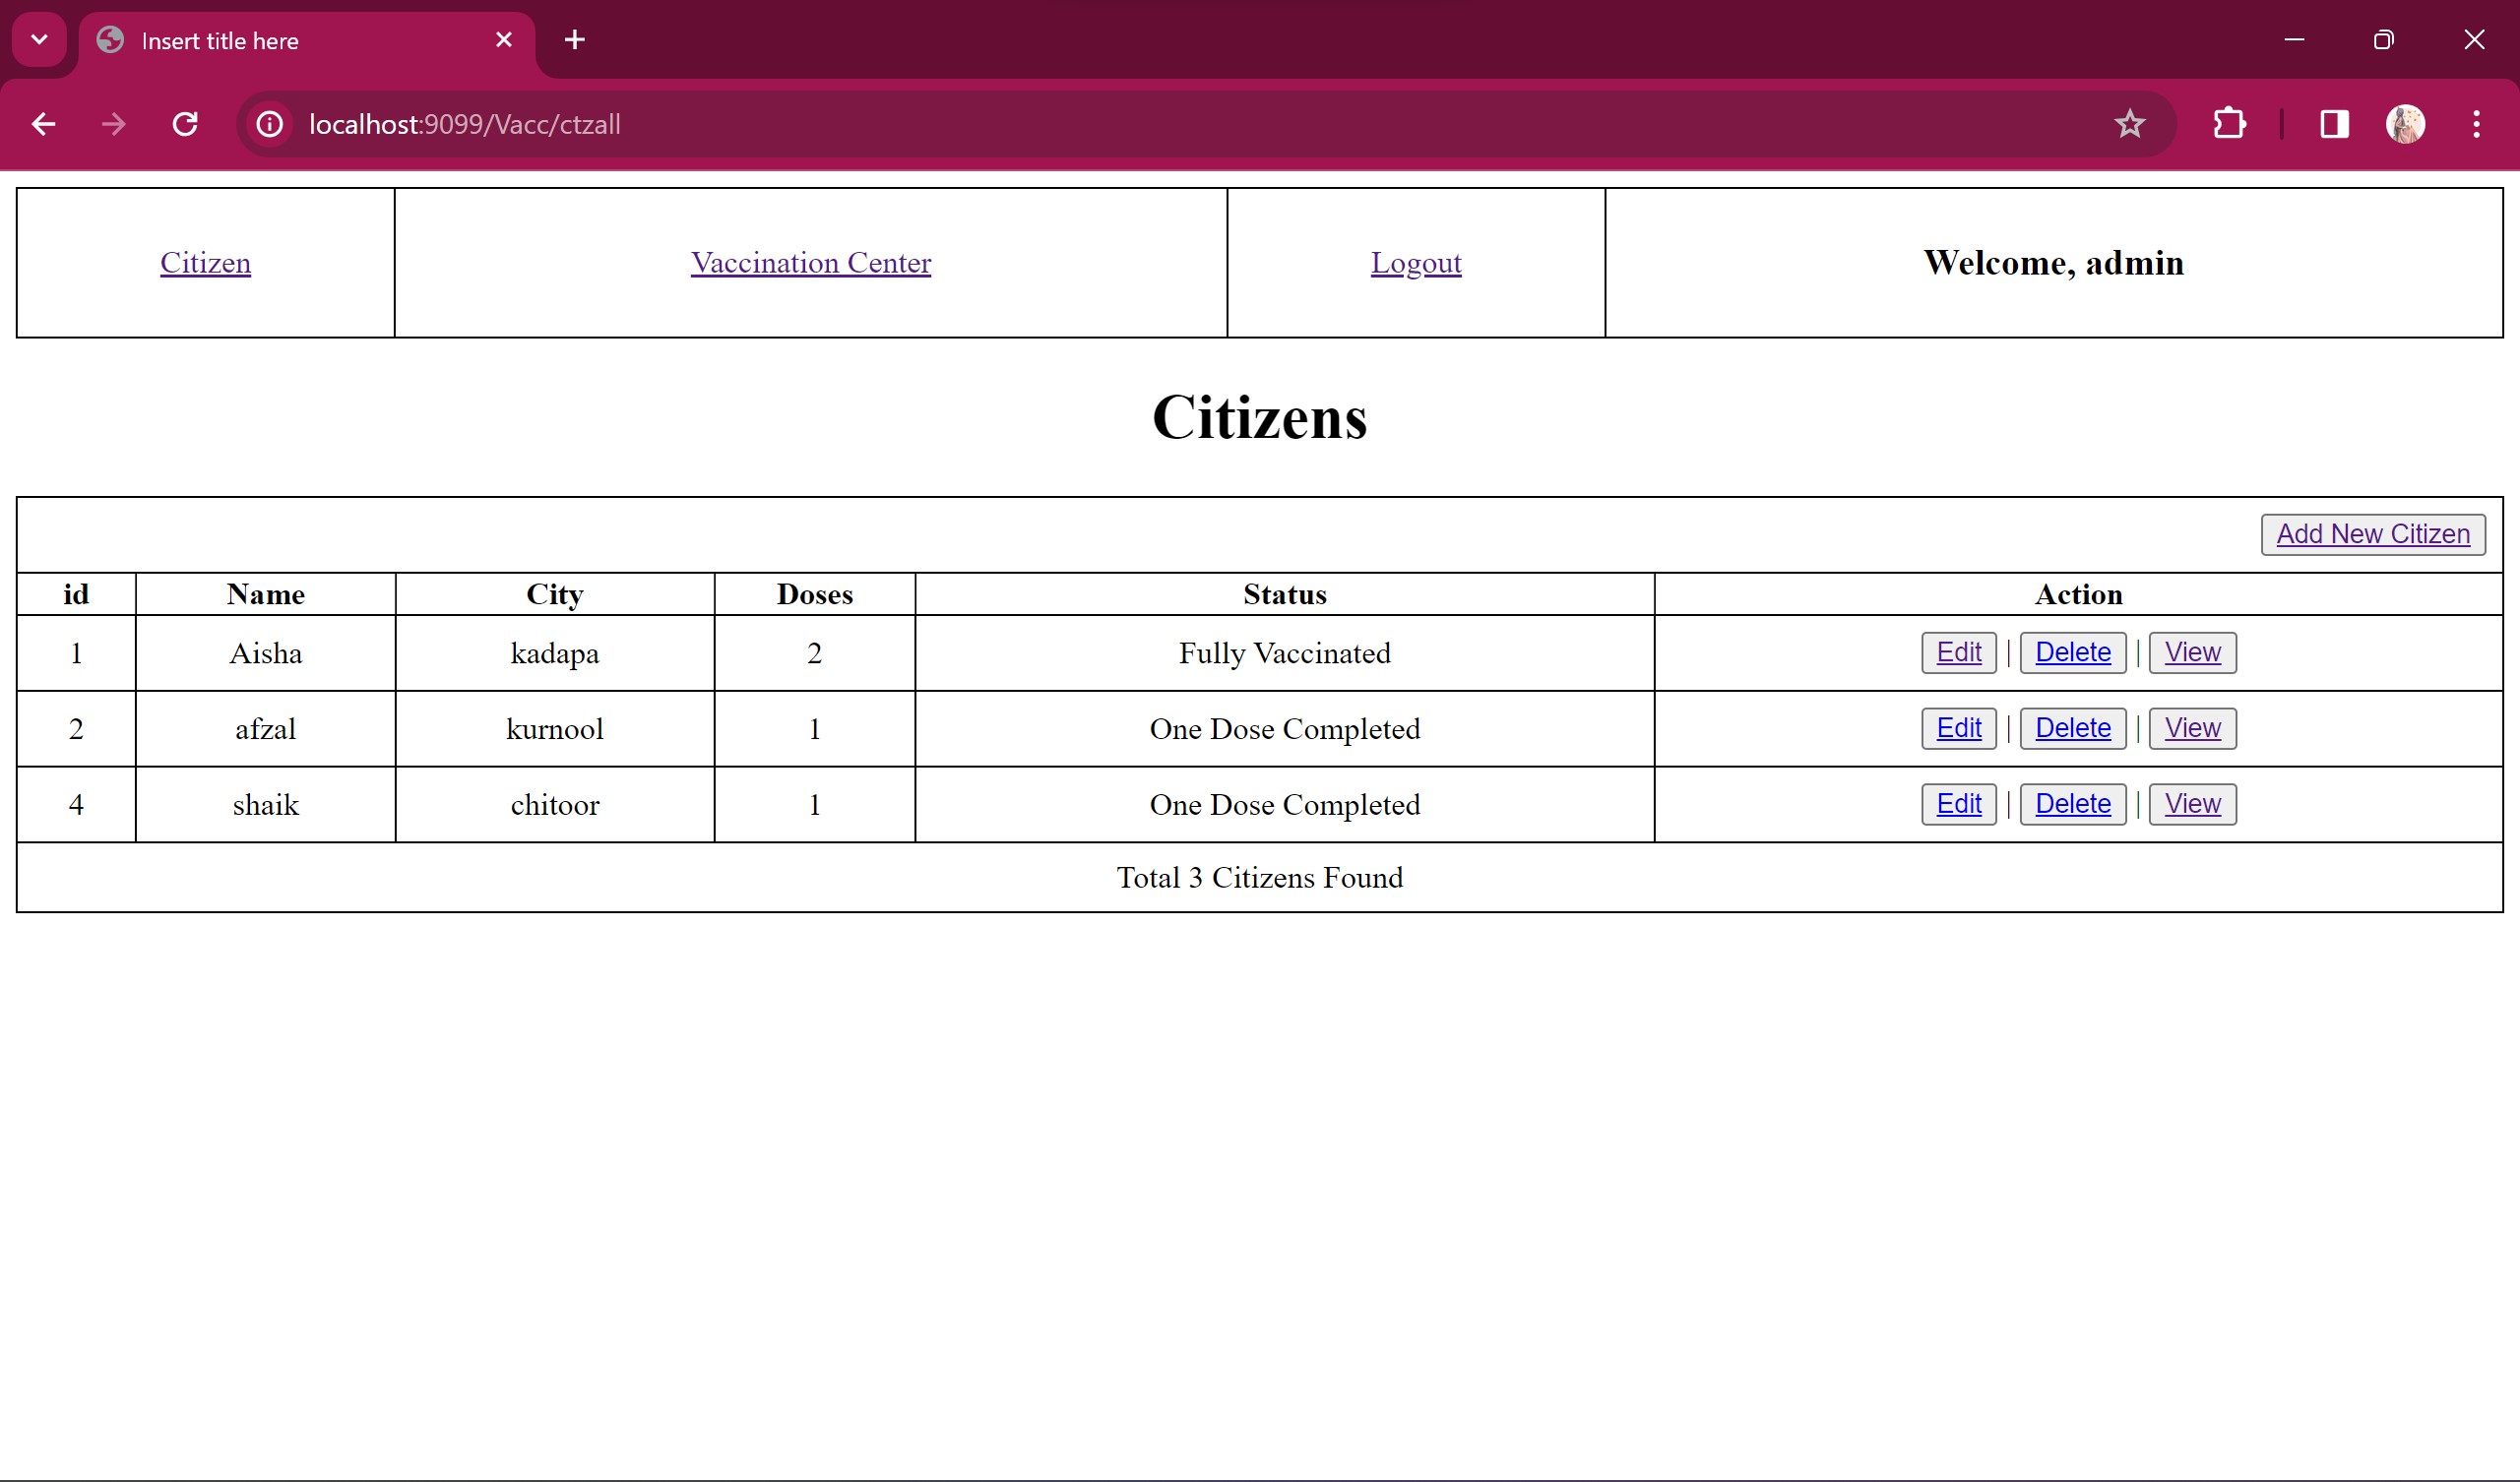 Insert title here
localhost:9099/Vacc/ctzall
Citizen Vaccination Center Logout Welcome, admin
Citizens
Add New Citizen
id Name City Doses Status Action
1 Aisha kadapa 2 Fully Vaccinated Edit | Delete | View
2 afzal kurnool 1 One Dose Completed Edit | Delete | View
4 shaik chitoor 1 One Dose Completed Edit | Delete | View
Total 3 Citizens Found